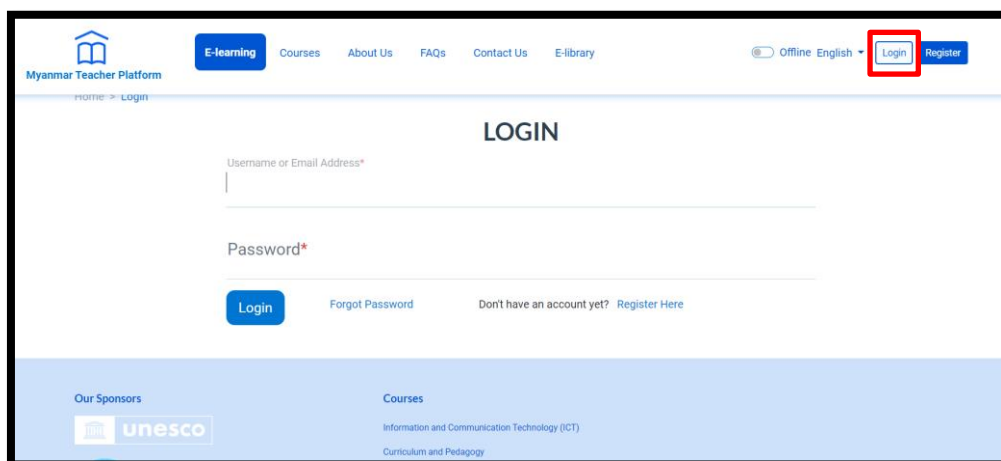 E-learning Courses About Us FAQs Contact Us E-library Offline English Login Register
Myanmar Teacher Platform
Home > Login
LOGIN
Username or Email Address*
Password*
Login Forgot Password Don't have an account yet? Register Here
Our Sponsors Courses
unesco Information and Communication Technology (ICT)
Curriculum and Pedagogy